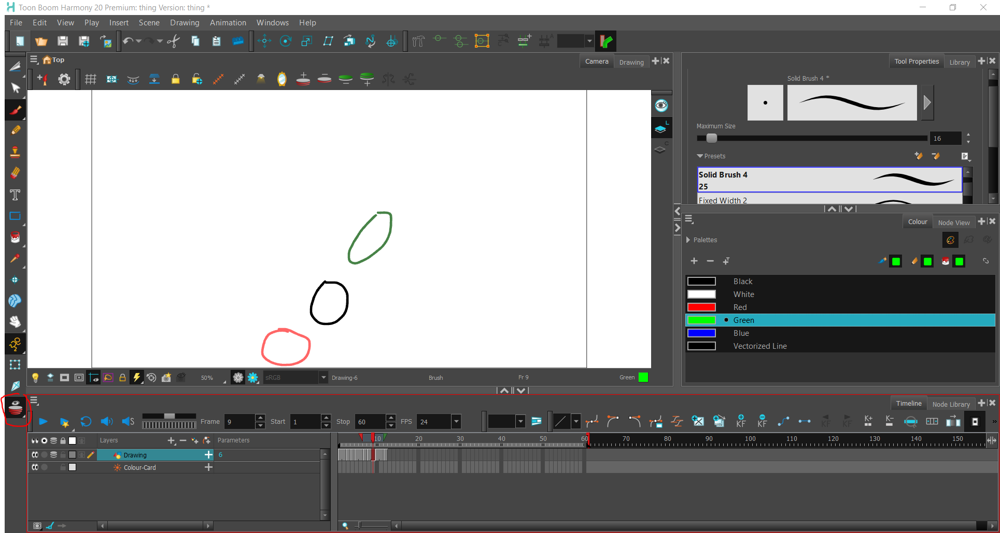 Toon Boom Harmony 20 Premium: thing Version: thing *
File Edit View Play Insert Scene Drawing Animation Windows Help
Top
Camera Drawing
Tool Properties Library
Solid Brush 4 *
Maximum Size
16
Presets
Solid Brush 4
25
Fixed Width 2
Colour Node View
Palettes
Black
White
Red
Green
Blue
Vectorized Line
50% sRGB Drawing-6 Brush Fr 9 Green
Timeline Node Library
Frame 9 Start 1 Stop 60 FPS 24
KF KF K+ K- KF KF
Layers Parameters
10 20 30 40 50 60 70 80 90 100 110 120 130 140 150
Drawing 6
Colour-Card